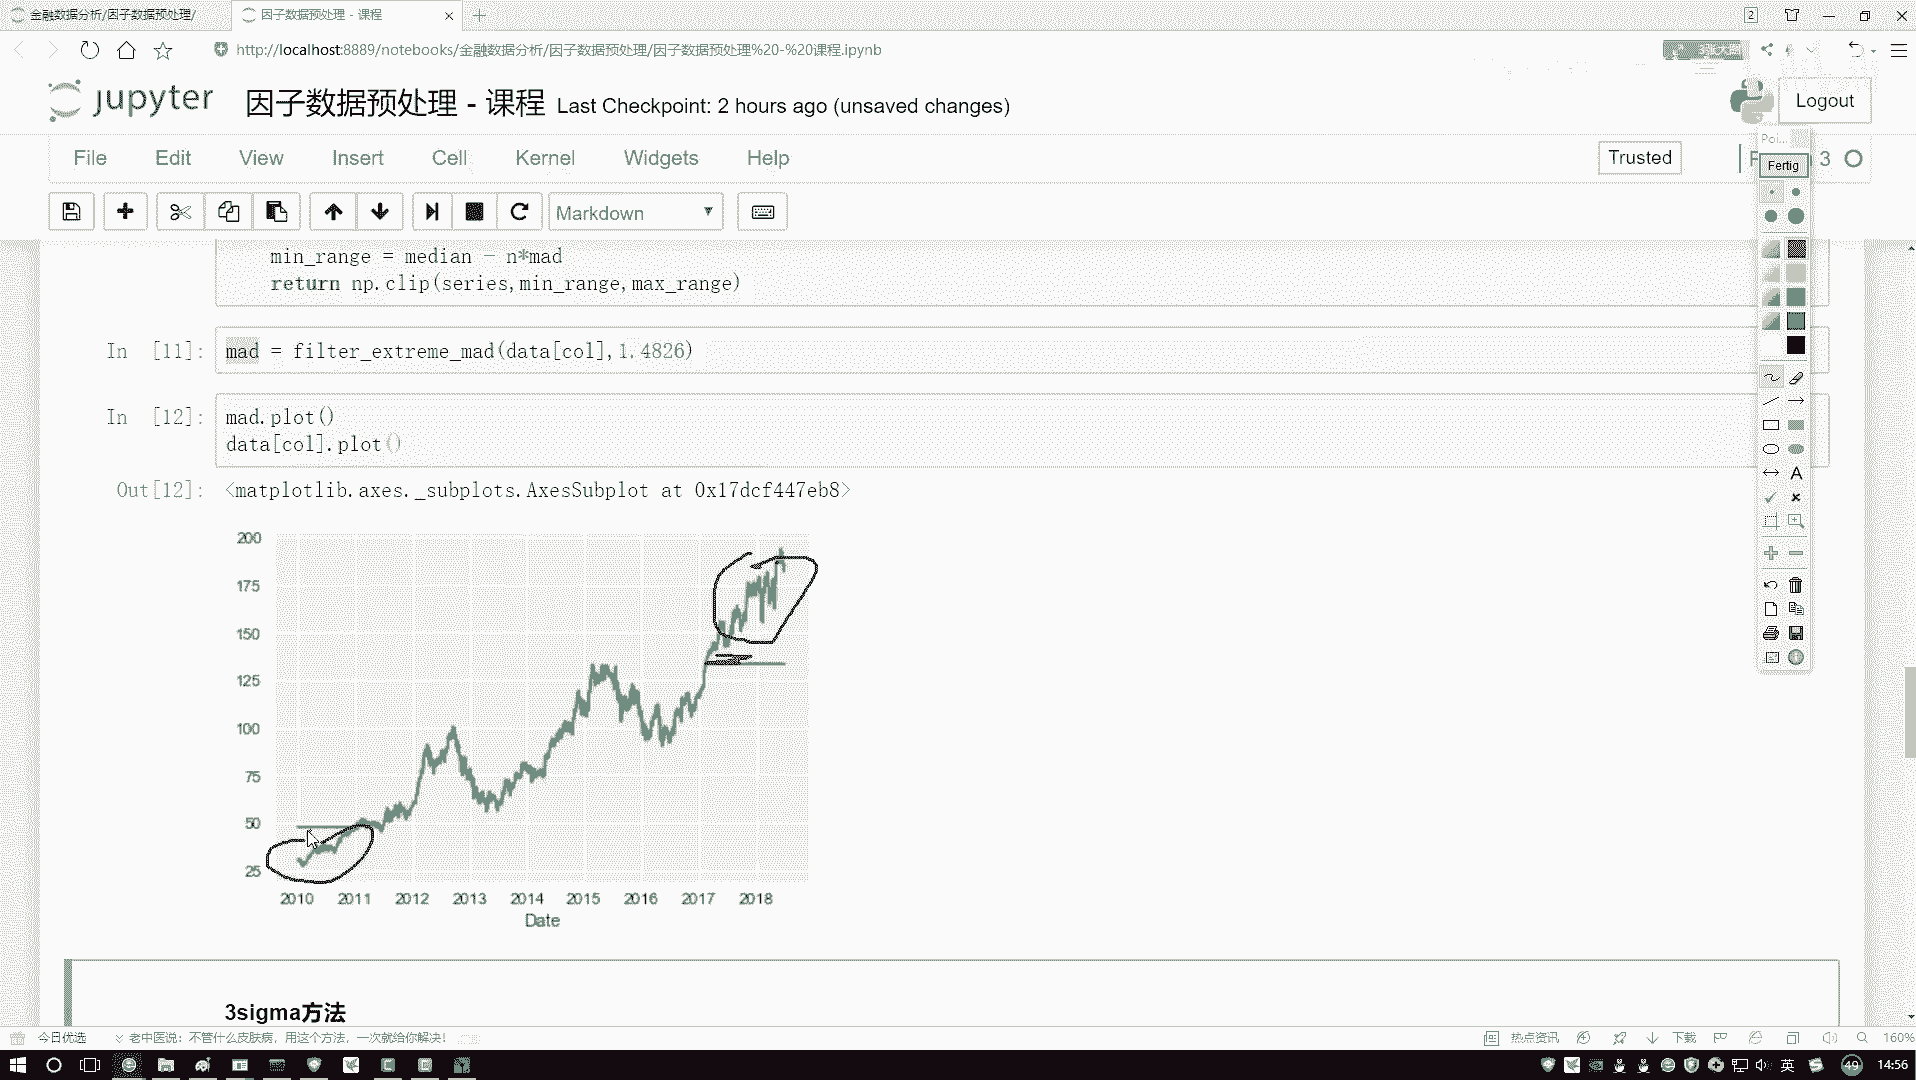 金融数据分析/因子数据预处理/
因子数据预处理 - 课程
2
http://localhost:8889/notebooks/金融数据分析/因子数据预处理/因子数据预处理%20-%20课程.ipynb
jupyter
因子数据预处理 - 课程 Last Checkpoint: 2 hours ago (unsaved changes)
Logout
File Edit View Insert Cell Kernel Widgets Help
Trusted
3
Fertig
Markdown
min_range = median - n*mad
return np.clip(series,min_range,max_range)
In [11]: mad = filter_extreme_mad(data[col],1.4826)
In [12]: mad.plot()
data[col].plot()
Out[12]: <matplotlib.axes._subplots.AxesSubplot at 0x17dcf447eb8>
200
175
150
125
100
75
50
25
2010 2011 2012 2013 2014 2015 2016 2017 2018
Date
A
3sigma方法
今日优选
老中医说：不管什么皮肤病，用这个方法，一次就给你解决！
热点资讯
下载
160%
英
49
14:56